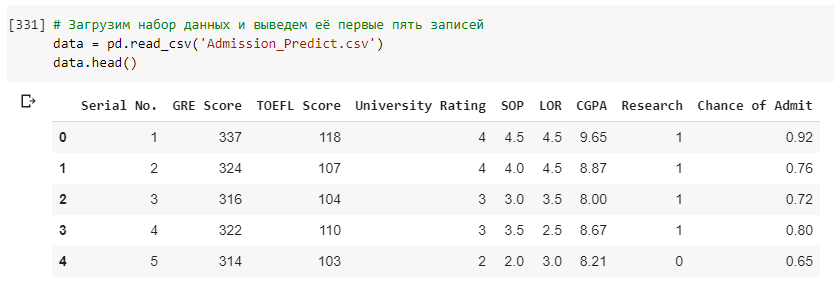 [331] # Загрузим набор данных и выведем её первые пять записей
data = pd.read_csv('Admission_Predict.csv')
data.head()
Serial No. GRE Score TOEFL Score University Rating SOP LOR CGPA Research Chance of Admit
0 1 337 118 4 4.5 4.5 9.65 1 0.92
1 2 324 107 4 4.0 4.5 8.87 1 0.76
2 3 316 104 3 3.0 3.5 8.00 1 0.72
3 4 322 110 3 3.5 2.5 8.67 1 0.80
4 5 314 103 2 2.0 3.0 8.21 0 0.65